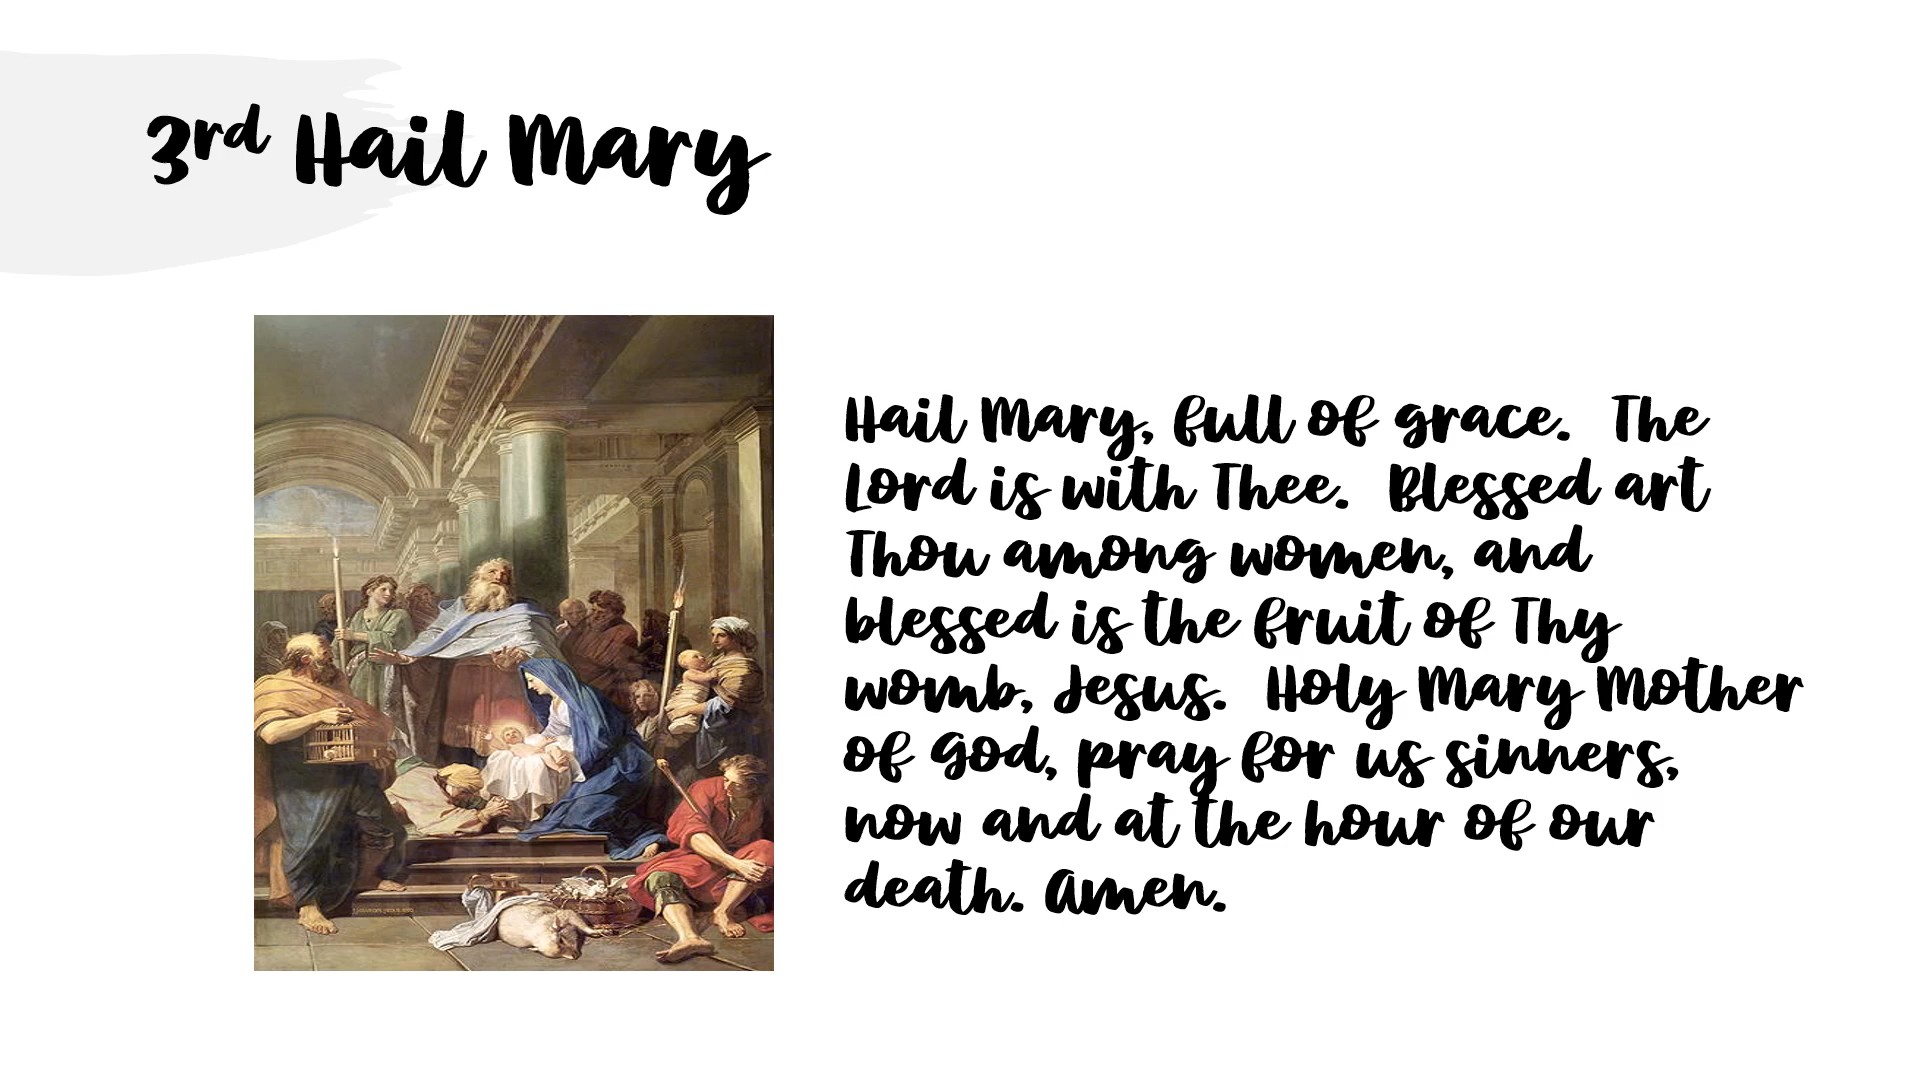 3rd Hail Mary
Hail Mary, full of grace.  The
Lord is with Thee.  Blessed art
Thou among women, and
blessed is the fruit of Thy
womb, Jesus.  Holy Mary Mother
of God, pray for us sinners,
now and at the hour of our
death. Amen.